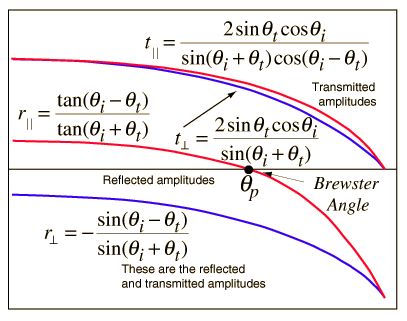 t∥ = 2sinθt cosθi / sin(θi + θt)cos(θi − θt)
Transmitted
amplitudes
r∥ = tan(θi − θt) / tan(θi + θt)
t⊥ = 2sinθt cosθi / sin(θi + θt)
Reflected amplitudes
θp
Brewster
Angle
r⊥ = − sin(θi − θt) / sin(θi + θt)
These are the reflected
and transmitted amplitudes